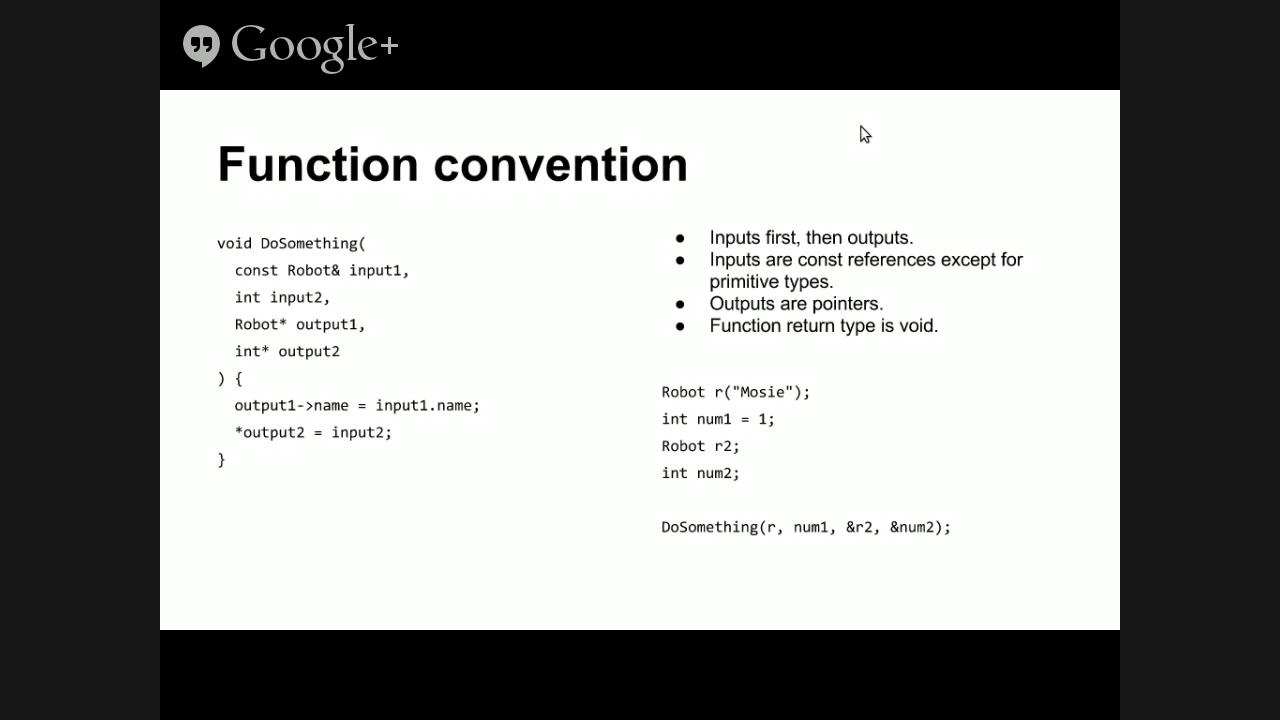 Google+
Function convention
void DoSomething(
const Robot& input1,
int input2,
Robot* output1,
int* output2
) {
output1->name = input1.name;
*output2 = input2;
}
● Inputs first, then outputs.
● Inputs are const references except for
primitive types.
● Outputs are pointers.
● Function return type is void.
Robot r("Mosie");
int num1 = 1;
Robot r2;
int num2;
DoSomething(r, num1, &r2, &num2);